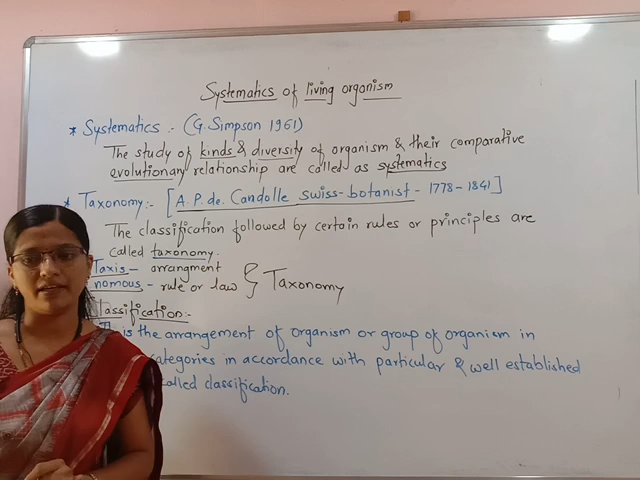 Systematics of living organism
* Systematics :- (G. Simpson 1961)
The study of kinds & diversity of organism & their comparative
evolutionary relationship are called as systematics
* Taxonomy :- [A. P. de. Candolle swiss-botanist - 1778-1841]
The classification followed by certain rules or principles are
called taxonomy.
Taxis - arrangment
nomous - rule or law } Taxonomy
lassification :-
is the arrangement of organism or group of organism in
ategories in accordance with particular & well established
called classification.